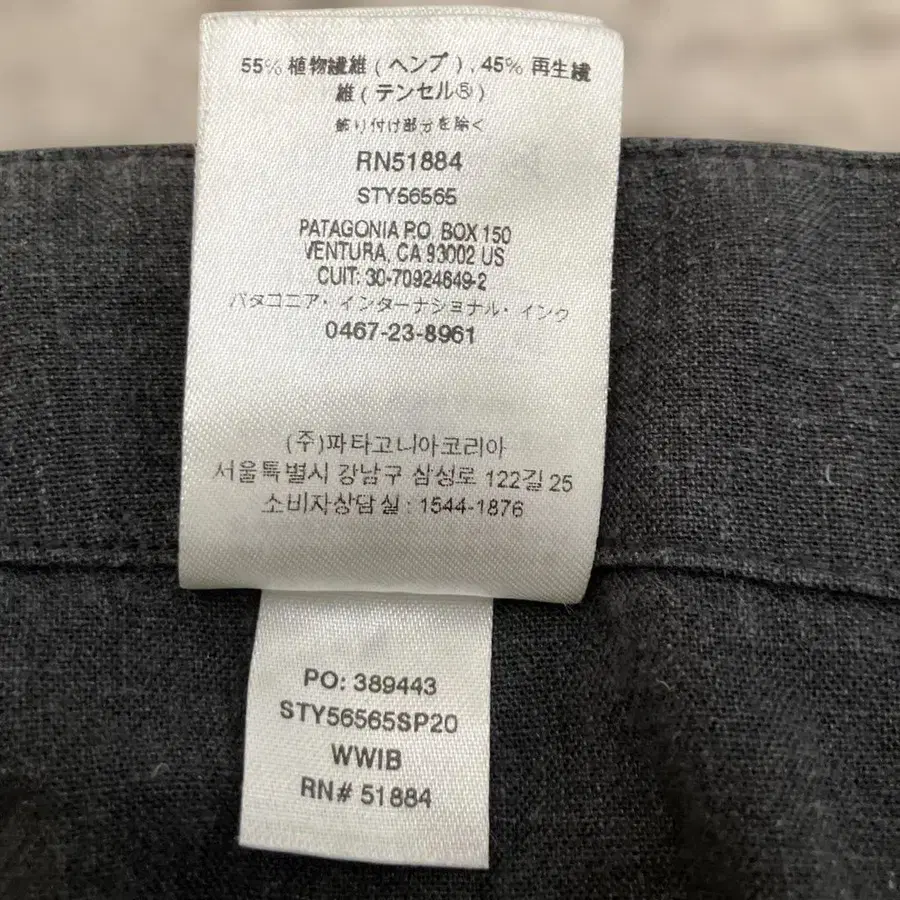 55% 植物繊維 ( ヘンプ ) , 45% 再生繊
維 ( テンセル® )
飾り付け部分を除く
RN51884
STY56565
PATAGONIA P.O. BOX 150
VENTURA, CA 93002 US
CUIT: 30-70924649-2
パタゴニア・インターナショナル・インク
0467-23-8961
(주)파타고니아코리아
서울특별시 강남구 삼성로 122길 25
소비자상담실 : 1544-1876
PO: 389443
STY56565SP20
WWIB
RN# 51884